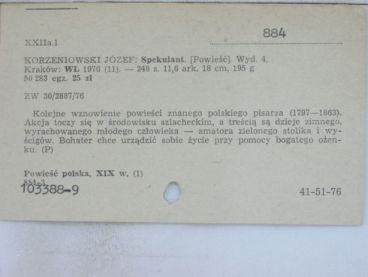 884
XXIIa.1
KORZENIOWSKI JÓZEF: Spekulant. [Powieść]. Wyd. 4.
Kraków: WL 1976 (11). — 248 s. 11,6 ark. 18 cm, 195 g
50 283 egz. 25 zł
ZW 30/2887/76
Kolejne wznowienie powieści znanego polskiego pisarza (1797—1863).
Akcja toczy się w środowisku szlacheckim, a treścią są dzieje zimnego,
wyrachowanego młodego człowieka — amatora zielonego stolika i wy-
ścigów. Bohater chce urządzić sobie życie przy pomocy bogatego ożen-
ku. (P)
Powieść polska, XIX w. (1)
103388-9
41-51-76